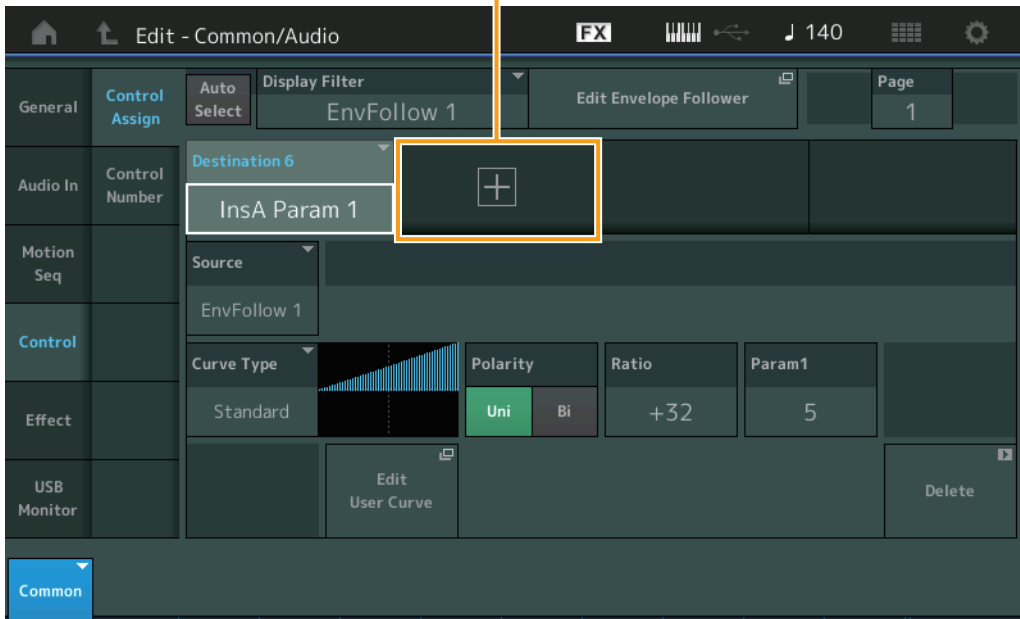 Edit - Common/Audio
FX
140
General
Control
Assign
Auto
Select
Display Filter
EnvFollow 1
Edit Envelope Follower
Page
1
Audio In
Control
Number
Destination 6
InsA Param 1
Motion
Seq
Source
EnvFollow 1
Control
Curve Type
Standard
Polarity
Uni
Bi
Ratio
+32
Param1
5
Effect
USB
Monitor
Edit
User Curve
Delete
Common